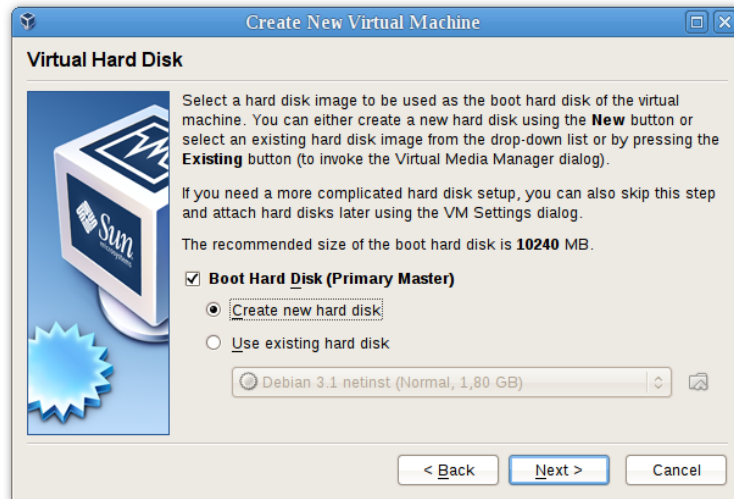 Create New Virtual Machine
Virtual Hard Disk
Select a hard disk image to be used as the boot hard disk of the virtual
machine. You can either create a new hard disk using the New button or
select an existing hard disk image from the drop-down list or by pressing the
Existing button (to invoke the Virtual Media Manager dialog).
If you need a more complicated hard disk setup, you can also skip this step
and attach hard disks later using the VM Settings dialog.
The recommended size of the boot hard disk is 10240 MB.
Boot Hard Disk (Primary Master)
Create new hard disk
Use existing hard disk
Debian 3.1 netinst (Normal, 1,80 GB)
Sun
microsystems
< Back
Next >
Cancel